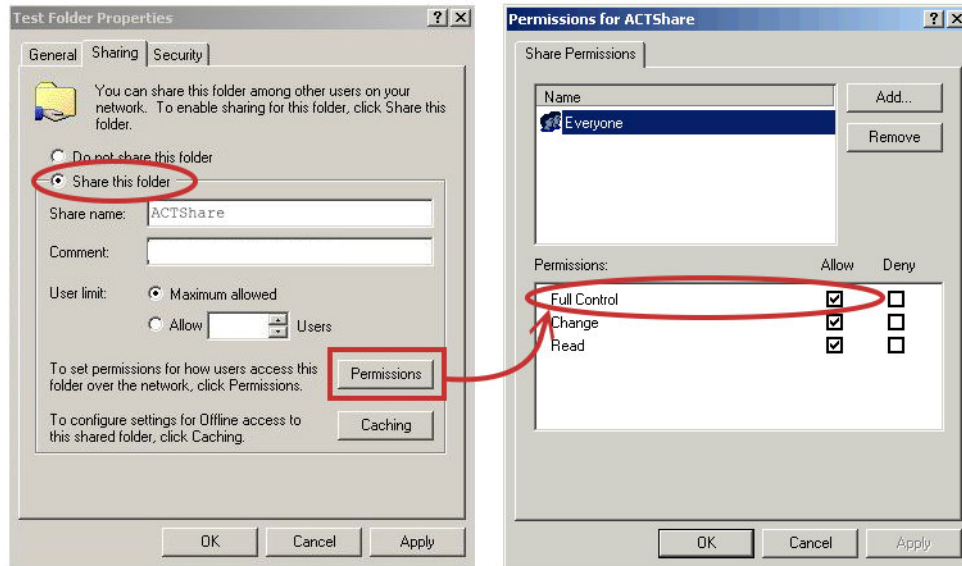 Test Folder Properties
General Sharing Security
You can share this folder among other users on your
network. To enable sharing for this folder, click Share this
folder.
Do not share this folder
Share this folder
Share name: ACTShare
Comment:
User limit: Maximum allowed
Allow Users
To set permissions for how users access this
folder over the network, click Permissions.
Permissions
To configure settings for Offline access to
this shared folder, click Caching.
Caching
OK Cancel Apply
Permissions for ACTShare
Share Permissions
Name
Everyone
Add...
Remove
Permissions: Allow Deny
Full Control
Change
Read
OK Cancel Apply